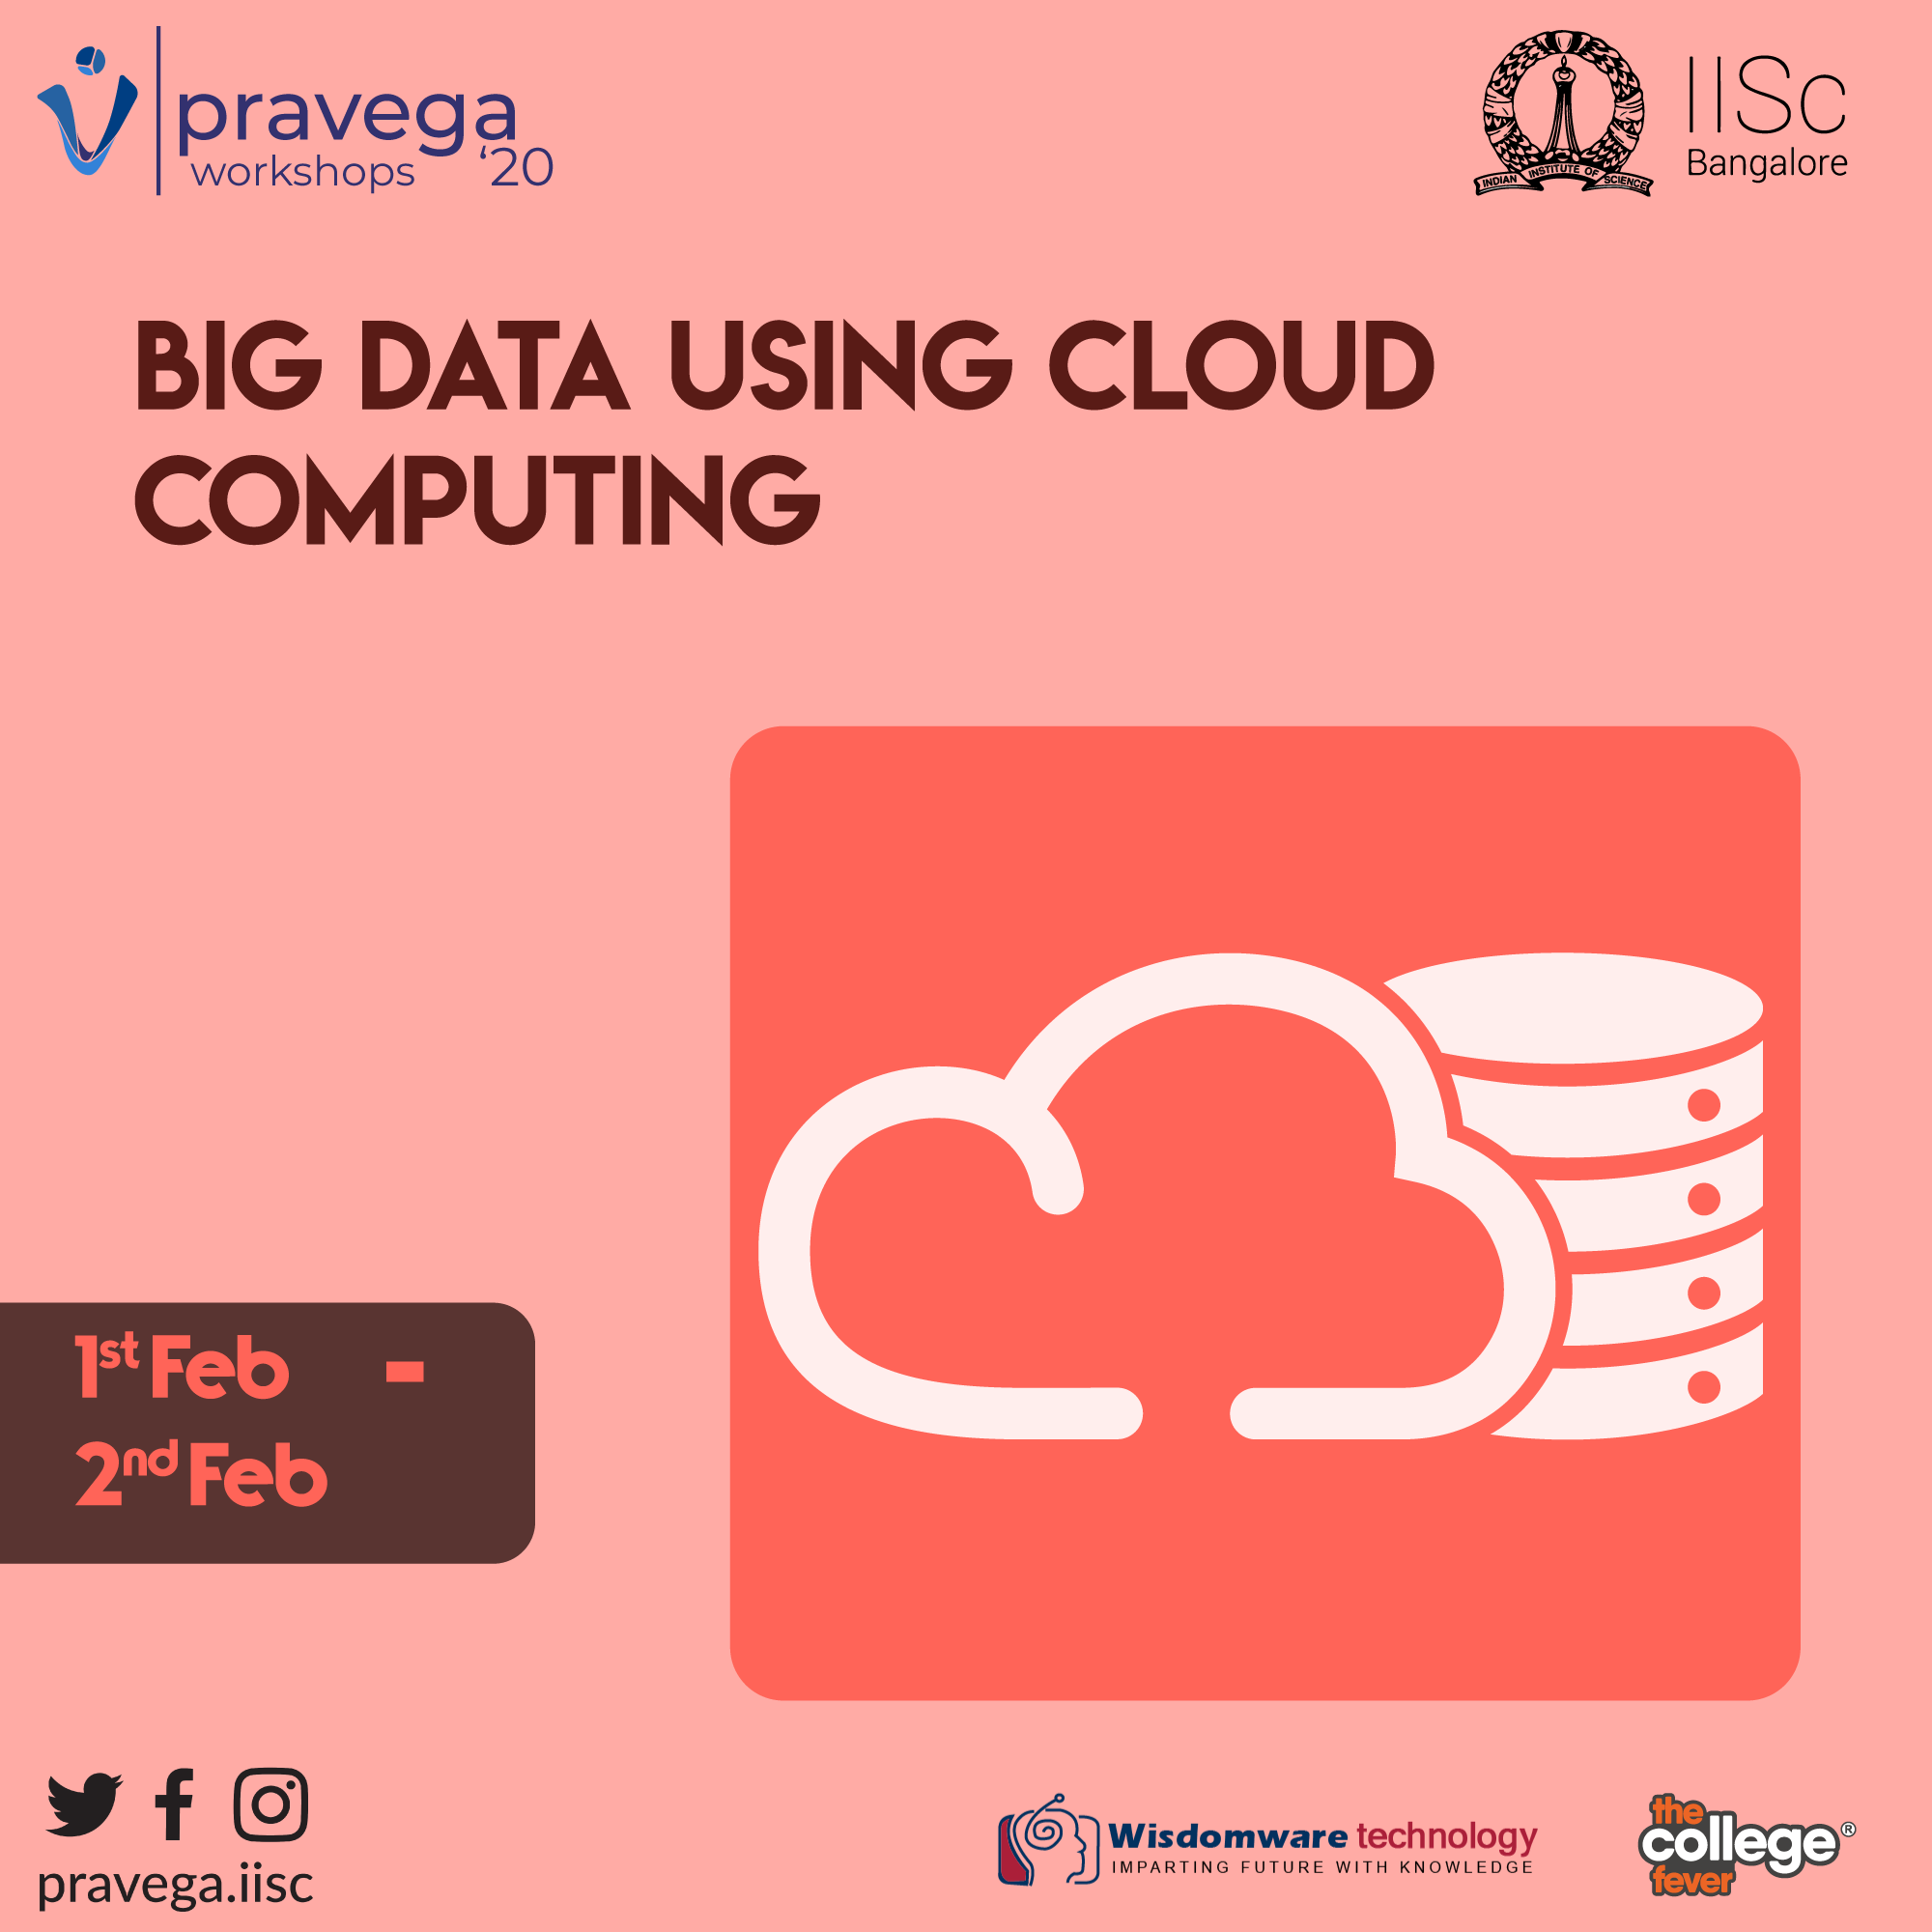 pravega
workshops '20
IISc
Bangalore
INDIAN INSTITUTE OF SCIENCE
BIG DATA USING CLOUD
COMPUTING
1st Feb -
2nd Feb
pravega.iisc
Wisdomware technology
IMPARTING FUTURE WITH KNOWLEDGE
the
college®
fever